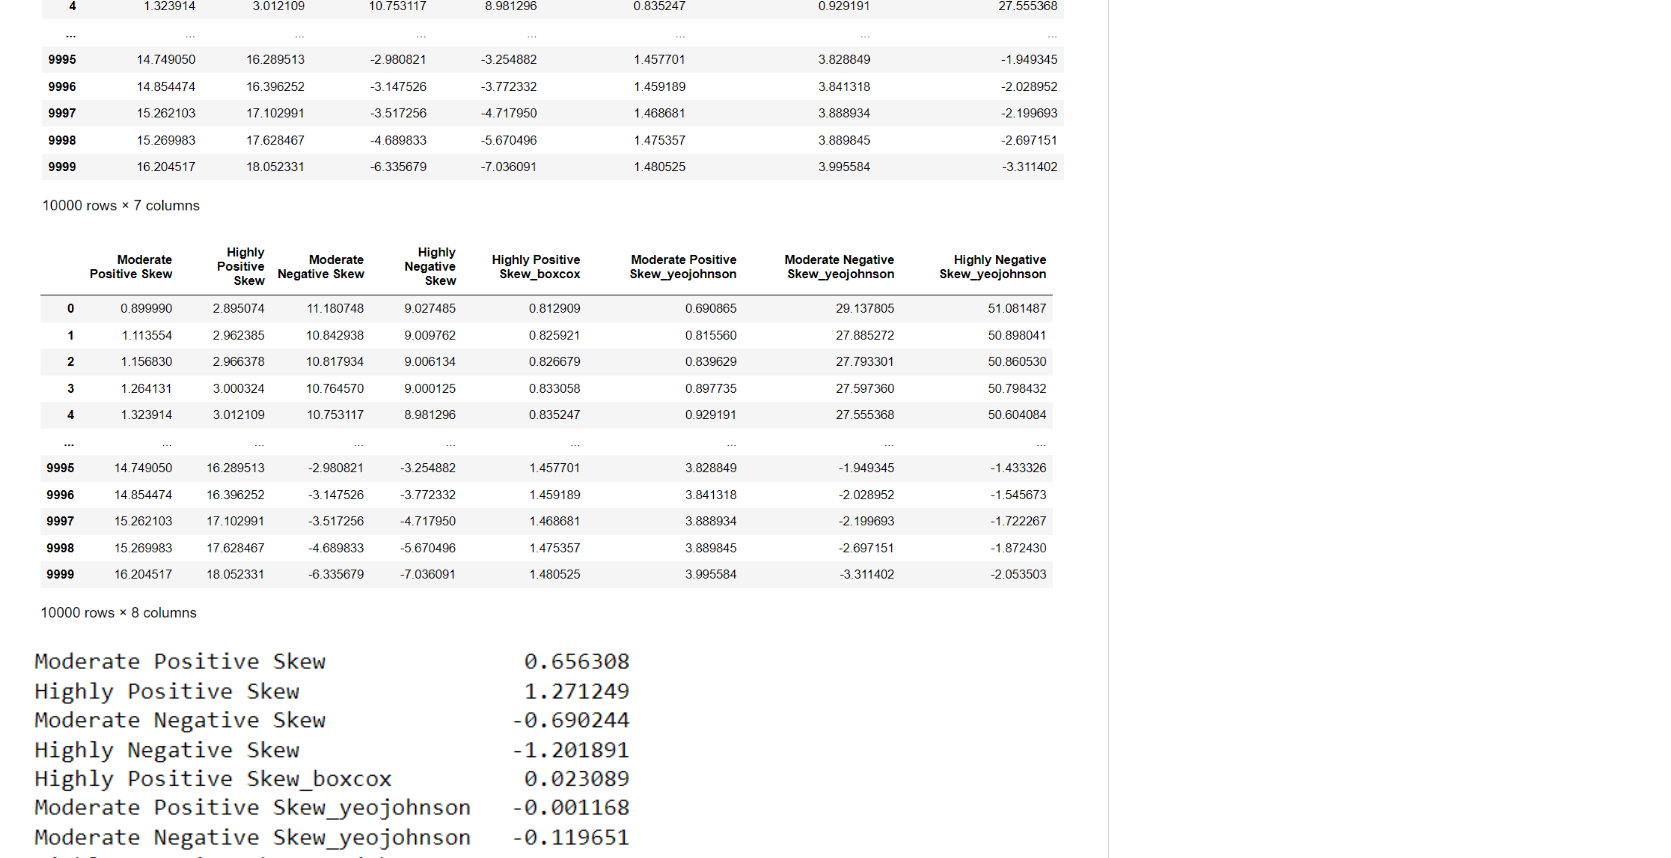 4 1.323914 3.012109 10.753117 8.981296 0.835247 0.929191 27.555368
... ... ... ... ... ... ... ...
9995 14.749050 16.289513 -2.980821 -3.254882 1.457701 3.828849 -1.949345
9996 14.854474 16.396252 -3.147526 -3.772332 1.459189 3.841318 -2.028952
9997 15.262103 17.102991 -3.517256 -4.717950 1.468681 3.888934 -2.199693
9998 15.269983 17.628467 -4.689833 -5.670496 1.475357 3.889845 -2.697151
9999 16.204517 18.052331 -6.335679 -7.036091 1.480525 3.995584 -3.311402
10000 rows × 7 columns
Moderate Positive Skew Highly Positive Skew Moderate Negative Skew Highly Negative Skew Highly Positive Skew_boxcox Moderate Positive Skew_yeojohnson Moderate Negative Skew_yeojohnson Highly Negative Skew_yeojohnson
0 0.899990 2.895074 11.180748 9.027485 0.812909 0.690865 29.137805 51.081487
1 1.113554 2.962385 10.842938 9.009762 0.825921 0.815560 27.885272 50.898041
2 1.156830 2.966378 10.817934 9.006134 0.826679 0.839629 27.793301 50.860530
3 1.264131 3.000324 10.764570 9.000125 0.833058 0.897735 27.597360 50.798432
4 1.323914 3.012109 10.753117 8.981296 0.835247 0.929191 27.555368 50.604084
... ... ... ... ... ... ... ... ...
9995 14.749050 16.289513 -2.980821 -3.254882 1.457701 3.828849 -1.949345 -1.433326
9996 14.854474 16.396252 -3.147526 -3.772332 1.459189 3.841318 -2.028952 -1.545673
9997 15.262103 17.102991 -3.517256 -4.717950 1.468681 3.888934 -2.199693 -1.722267
9998 15.269983 17.628467 -4.689833 -5.670496 1.475357 3.889845 -2.697151 -1.872430
9999 16.204517 18.052331 -6.335679 -7.036091 1.480525 3.995584 -3.311402 -2.053503
10000 rows × 8 columns
Moderate Positive Skew 0.656308
Highly Positive Skew 1.271249
Moderate Negative Skew -0.690244
Highly Negative Skew -1.201891
Highly Positive Skew_boxcox 0.023089
Moderate Positive Skew_yeojohnson -0.001168
Moderate Negative Skew_yeojohnson -0.119651